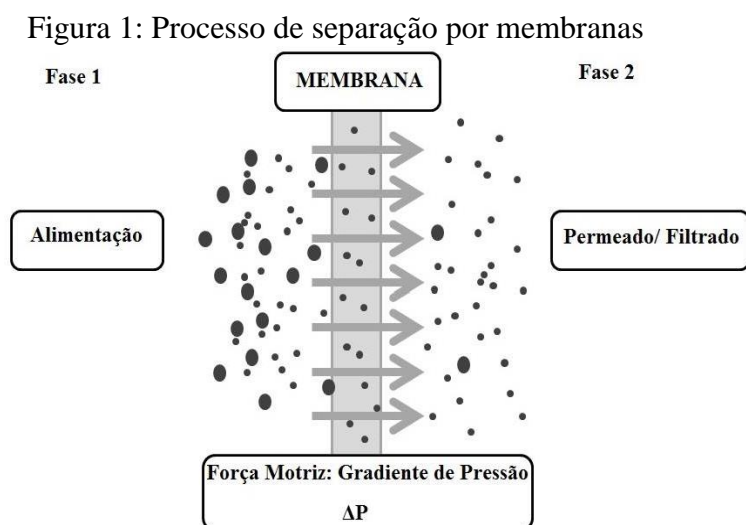 Figura 1: Processo de separação por membranas
Fase 1
MEMBRANA
Fase 2
Alimentação
Permeado/ Filtrado
Força Motriz: Gradiente de Pressão
ΔP